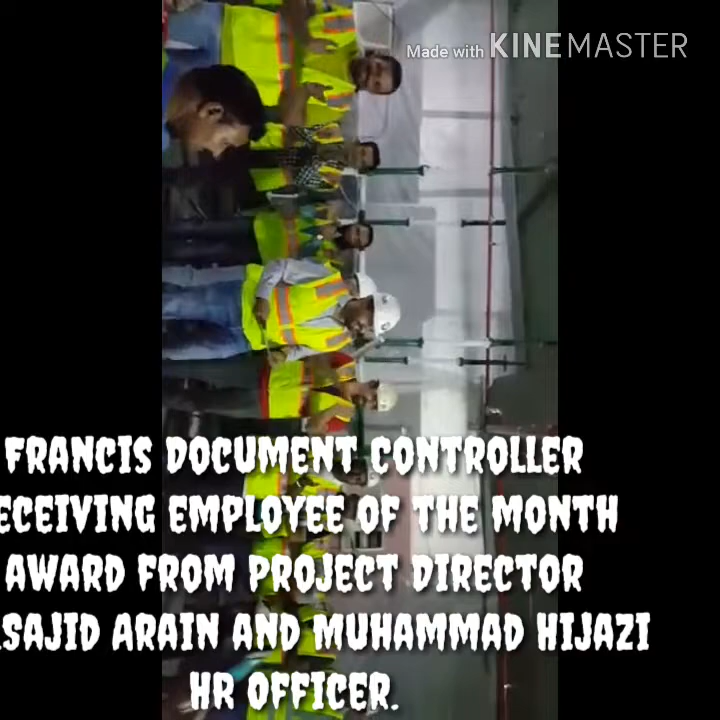 Made with KINEMASTER
FRANCIS DOCUMENT CONTROLLER
ECEIVING EMPLOYEE OF THE MONTH
AWARD FROM PROJECT DIRECTOR
SAJID ARAIN AND MUHAMMAD HIJAZI
HR OFFICER.